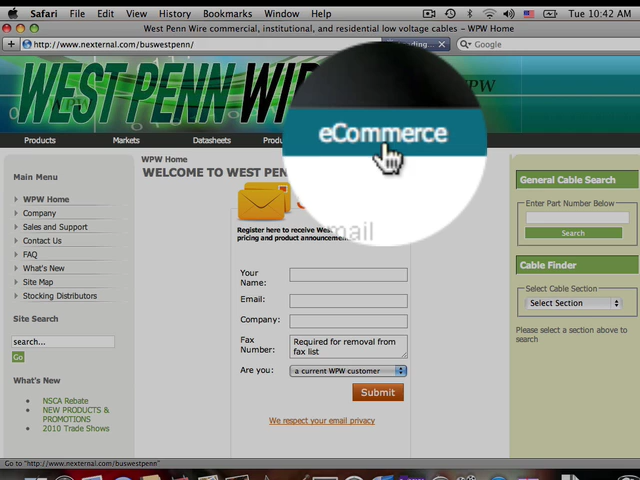 Safari File Edit View History Bookmarks Window Help Tue 10:42 AM
West Penn Wire commercial, institutional, and residential low voltage cables ~ WPW Home
http://www.nexternal.com/buswestpenn/
Google
WEST PENN WIRE
Products Markets Datasheets
eCommerce
mail
Main Menu
WPW Home
Company
Sales and Support
Contact Us
FAQ
What's New
Site Map
Stocking Distributors
Site Search
search...
Go
What's New
NSCA Rebate
NEW PRODUCTS &
PROMOTIONS
2010 Trade Shows
WPW Home
WELCOME TO WEST PEN
Register here to receive Wes
pricing and product announcem
Your
Name:
Email:
Company:
Fax
Number:
Required for removal from
fax list
Are you:
a current WPW customer
Submit
We respect your email privacy
General Cable Search
Enter Part Number Below
Search
Cable Finder
Select Cable Section
Select Section
Please select a section above to
search
Go to "http://www.nexternal.com/buswestpenn"